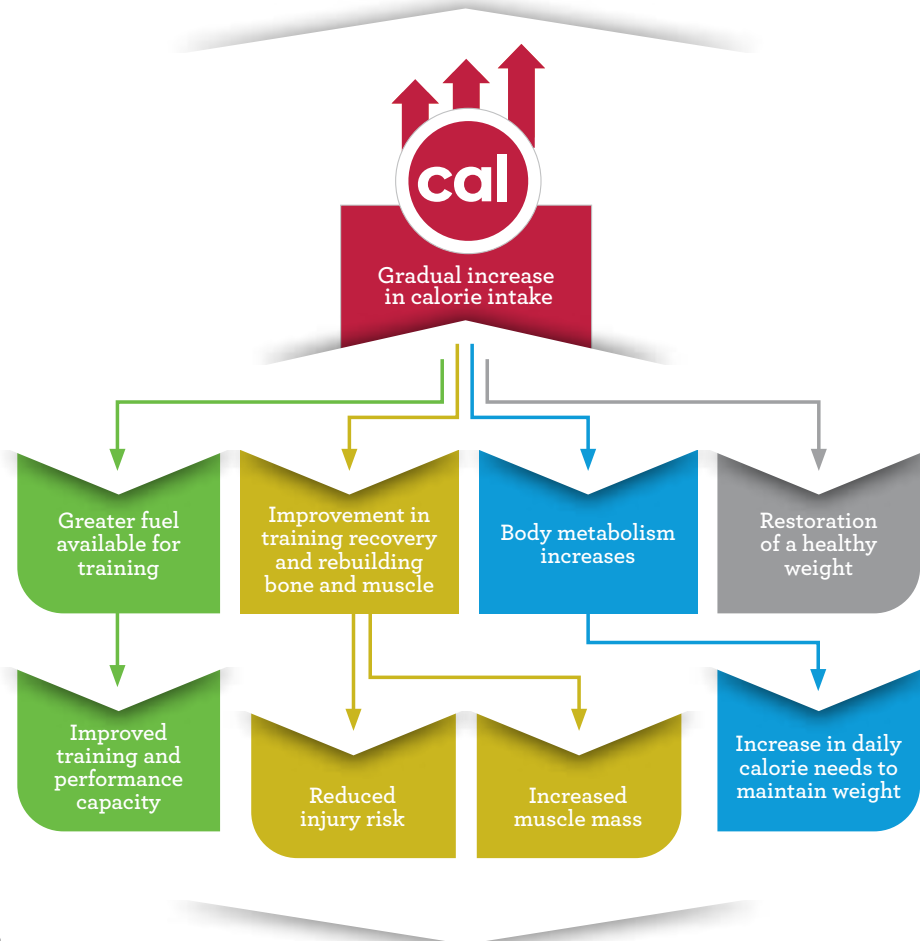 cal
Gradual increase
in calorie intake
Greater fuel
available for
training
Improvement in
training recovery
and rebuilding
bone and muscle
Body metabolism
increases
Restoration
of a healthy
weight
Improved
training and
performance
capacity
Reduced
injury risk
Increased
muscle mass
Increase in daily
calorie needs to
maintain weight